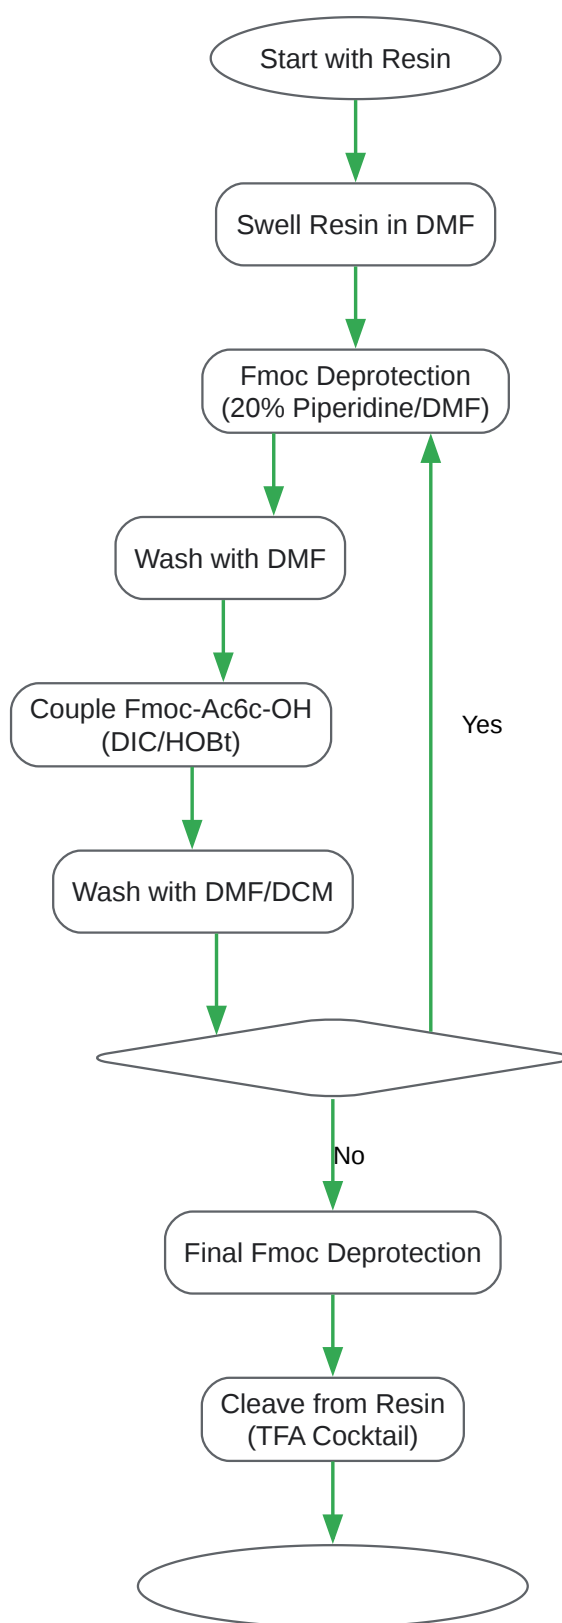 Start with Resin
Swell Resin in DMF
Fmoc Deprotection
(20% Piperidine/DMF)
Wash with DMF
Couple Fmoc-Ac6c-OH
(DIC/HOBt)
Yes
Wash with DMF/DCM
No
Final Fmoc Deprotection
Cleave from Resin
(TFA Cocktail)